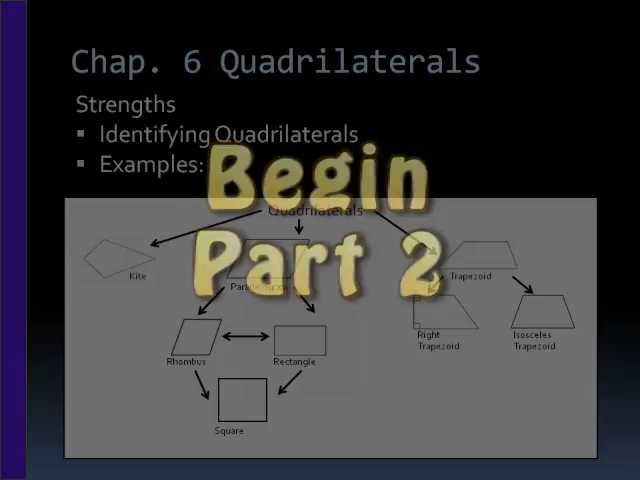 Chap. 6 Quadrilaterals
Strengths
▪ Identifying Quadrilaterals
▪ Examples:
Begin
Part 2
Quadrilaterals
Kite
Parallelogram
Trapezoid
Rhombus
Rectangle
Right
Trapezoid
Isosceles
Trapezoid
Square